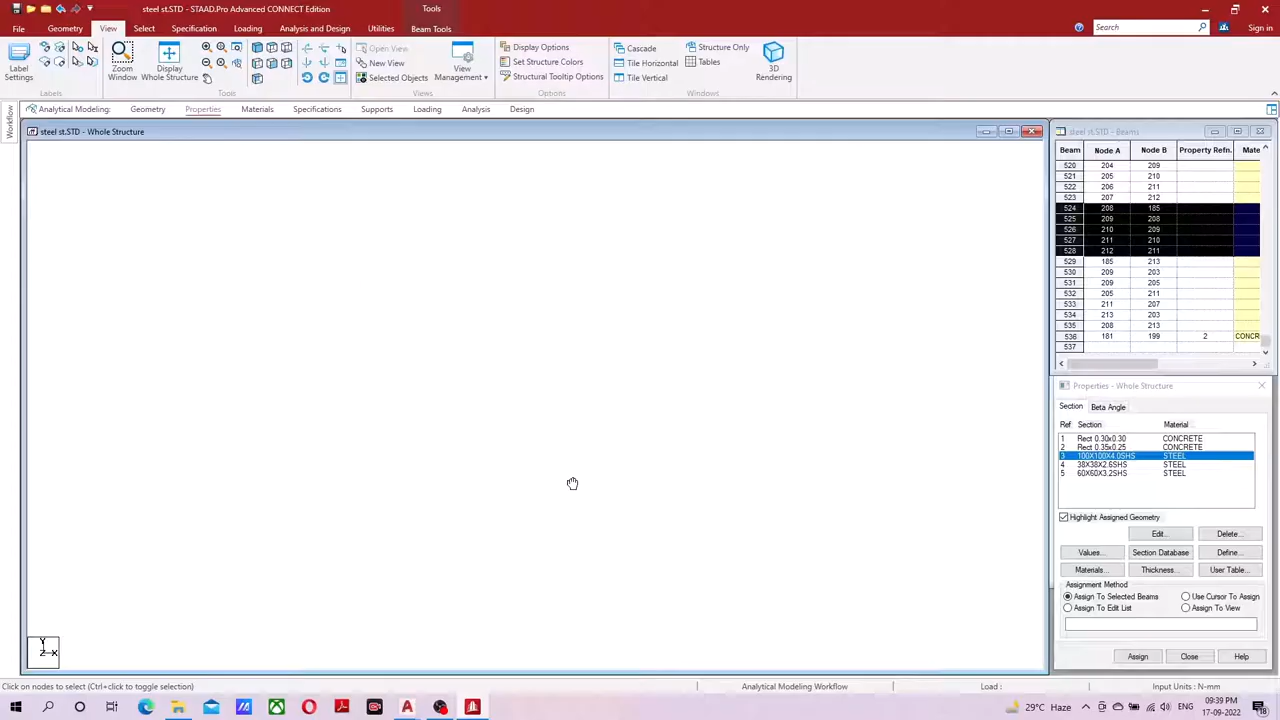 steel st.STD - STAAD.Pro Advanced CONNECT Edition
Tools
File Geometry View Select Specification Loading Analysis and Design Utilities Beam Tools
Search
Sign in
Label Settings
Zoom Window
Display Whole Structure
Open View
New View
Selected Objects
View Management
Display Options
Set Structure Colors
Structural Tooltip Options
Cascade
Tile Horizontal
Tile Vertical
Structure Only
Tables
3D Rendering
Labels Tools Views Options Windows
Workflow
Analytical Modeling: Geometry Properties Materials Specifications Supports Loading Analysis Design
steel st.STD - Whole Structure
steel st.STD - Beams
Beam Node A Node B Property Refn. Mate
520 204 209
521 205 210
522 206 211
523 207 212
524 208 185
525 209 208
526 210 209
527 211 210
528 212 211
529 185 213
530 209 203
531 209 205
532 205 211
533 211 207
534 213 203
535 208 213
536 181 199 2 CONCR
537
Properties - Whole Structure
Section Beta Angle
Ref Section Material
1 Rect 0.30x0.30 CONCRETE
2 Rect 0.35x0.25 CONCRETE
3 100X100X4.0SHS STEEL
4 38X38X2.6SHS STEEL
5 60X60X3.2SHS STEEL
Highlight Assigned Geometry
Edit... Delete...
Values... Section Database Define...
Materials... Thickness... User Table...
Assignment Method
Assign To Selected Beams Use Cursor To Assign
Assign To Edit List Assign To View
Assign Close Help
Y
Z X
Click on nodes to select (Ctrl+click to toggle selection)
Analytical Modeling Workflow
Load :
Input Units : N-mm
29°C Haze
09:39 PM
17-09-2022
18